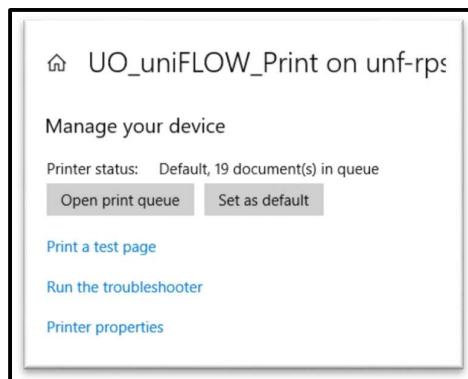 UO_uniFLOW_Print on unf-rps
Manage your device
Printer status: Default, 19 document(s) in queue
Open print queue Set as default
Print a test page
Run the troubleshooter
Printer properties